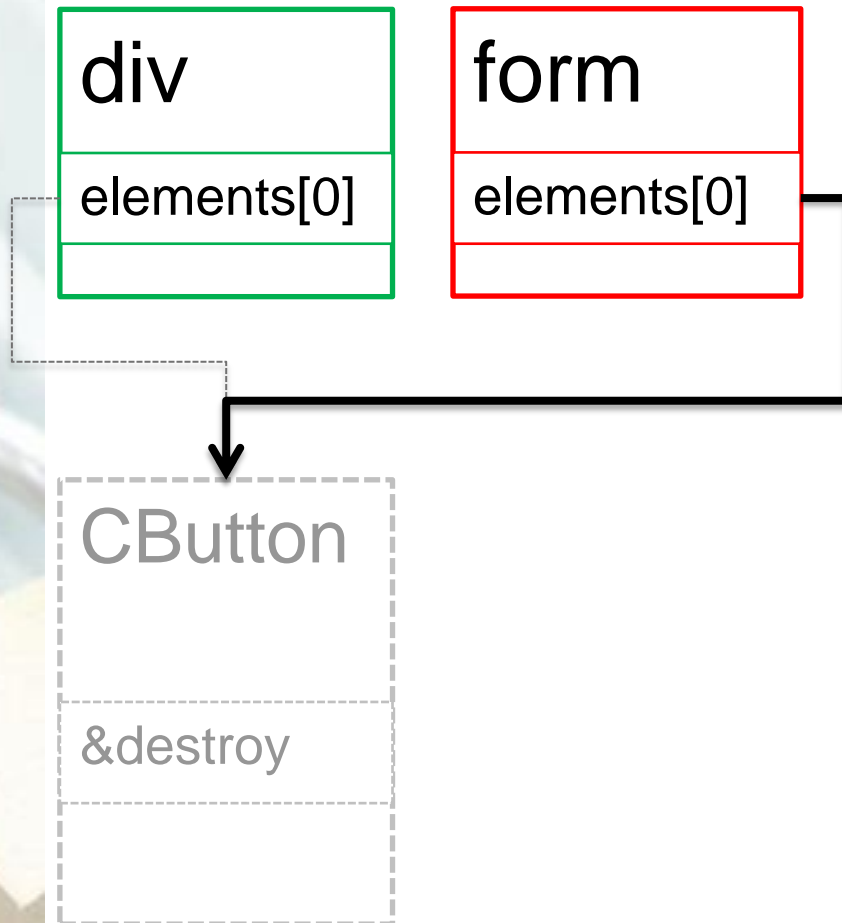 div
elements[0]
form
elements[0]
CButton
&destroy